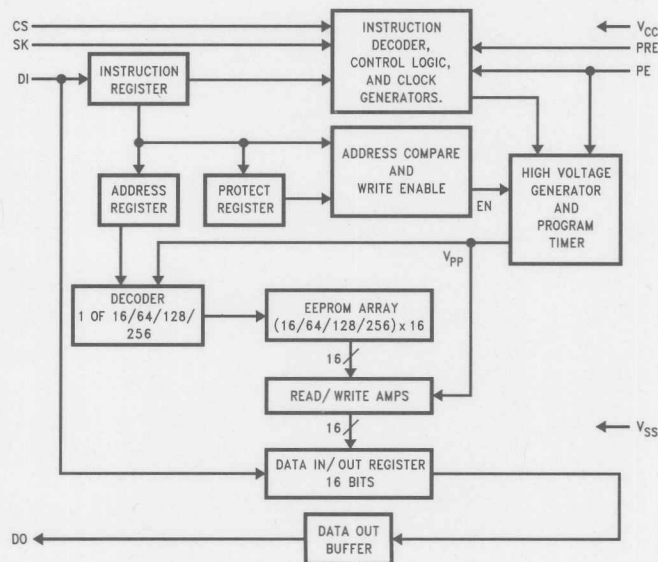 CS
SK
DI
INSTRUCTION
REGISTER
INSTRUCTION
DECODER,
CONTROL LOGIC,
AND CLOCK
GENERATORS.
VCC
PRE
PE
ADDRESS
REGISTER
PROTECT
REGISTER
ADDRESS COMPARE
AND
WRITE ENABLE
EN
HIGH VOLTAGE
GENERATOR
AND
PROGRAM
TIMER
VPP
DECODER
1 OF 16/64/128/
256
EEPROM ARRAY
(16/64/128/256) x 16
16
READ/WRITE AMPS
16
VSS
DATA IN/OUT REGISTER
16 BITS
DO
DATA OUT
BUFFER